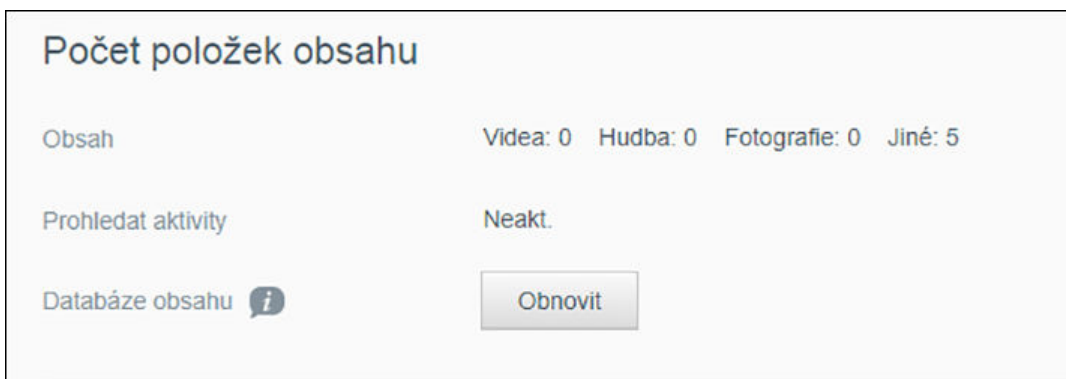 Počet položek obsahu
Obsah Videa: 0 Hudba: 0 Fotografie: 0 Jiné: 5
Prohledat aktivity Neakt.
Databáze obsahu i Obnovit